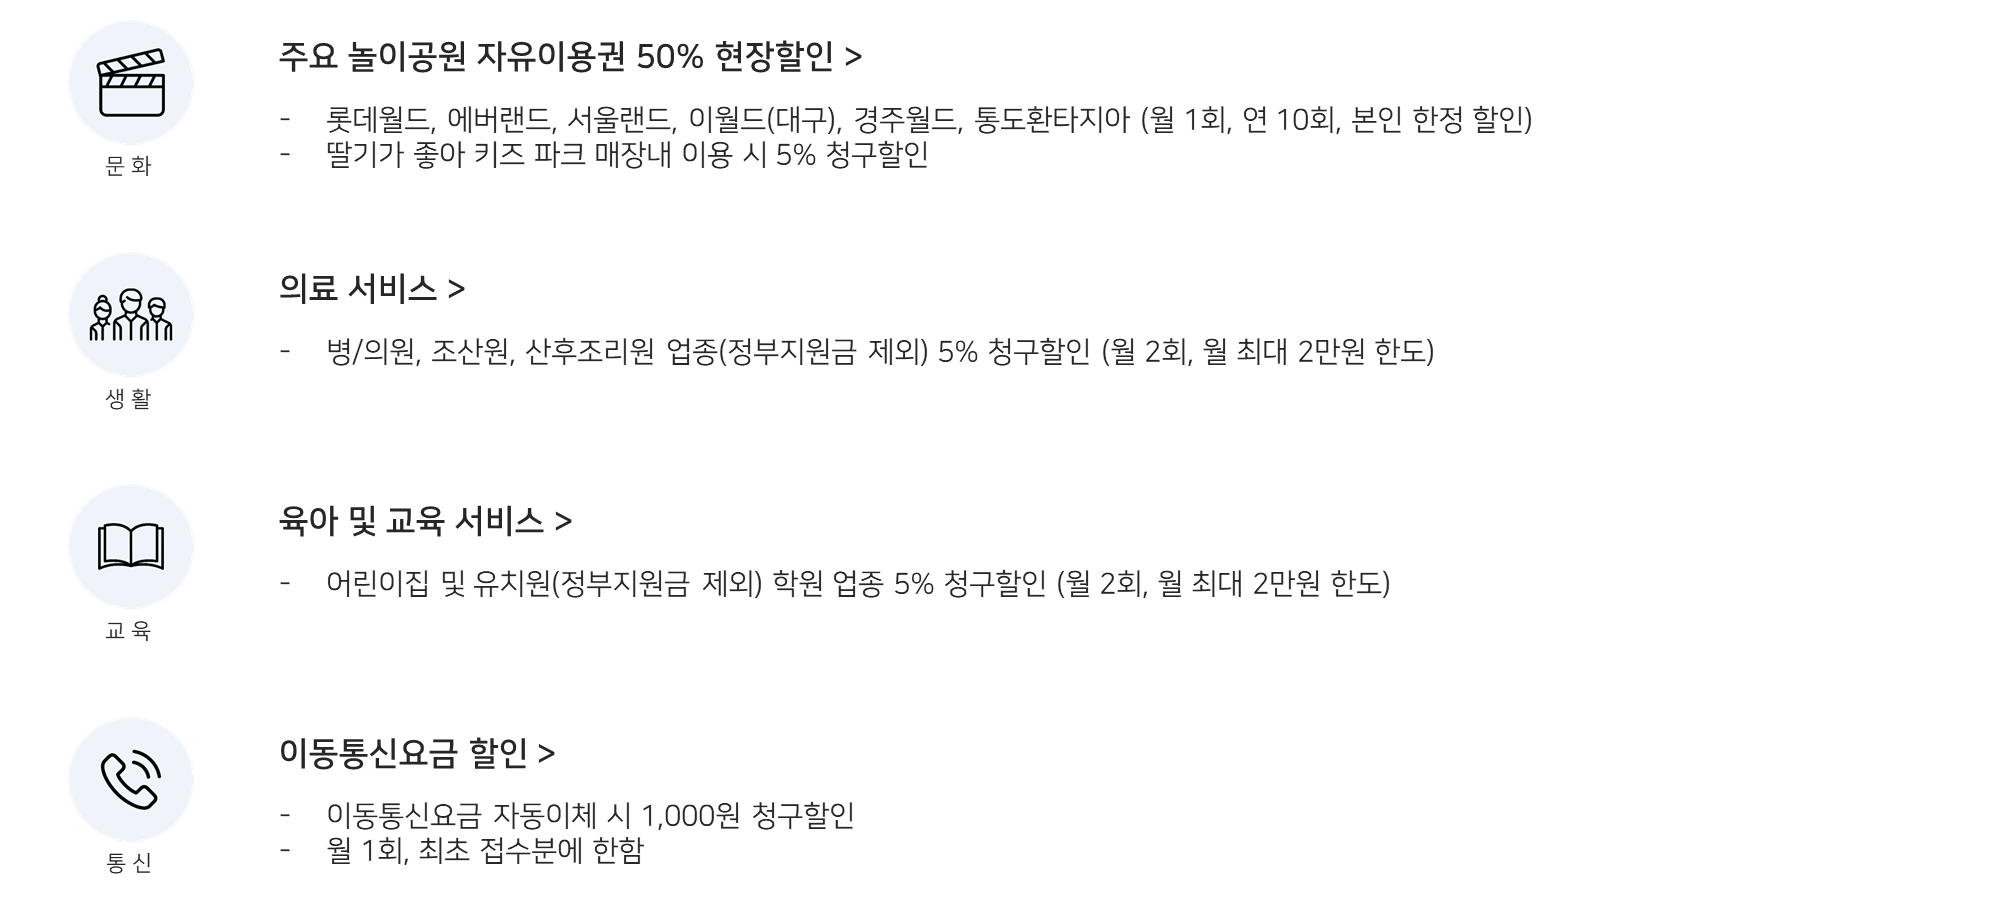 주요 놀이공원 자유이용권 50% 현장할인 >
- 롯데월드, 에버랜드, 서울랜드, 이월드(대구), 경주월드, 통도환타지아 (월 1회, 연 10회, 본인 한정 할인)
- 딸기가 좋아 키즈 파크 매장내 이용 시 5% 청구할인
문화
의료 서비스 >
- 병/의원, 조산원, 산후조리원 업종(정부지원금 제외) 5% 청구할인 (월 2회, 월 최대 2만원 한도)
생활
육아 및 교육 서비스 >
- 어린이집 및 유치원(정부지원금 제외) 학원 업종 5% 청구할인 (월 2회, 월 최대 2만원 한도)
교육
이동통신요금 할인 >
- 이동통신요금 자동이체 시 1,000원 청구할인
- 월 1회, 최초 접수분에 한함
통신